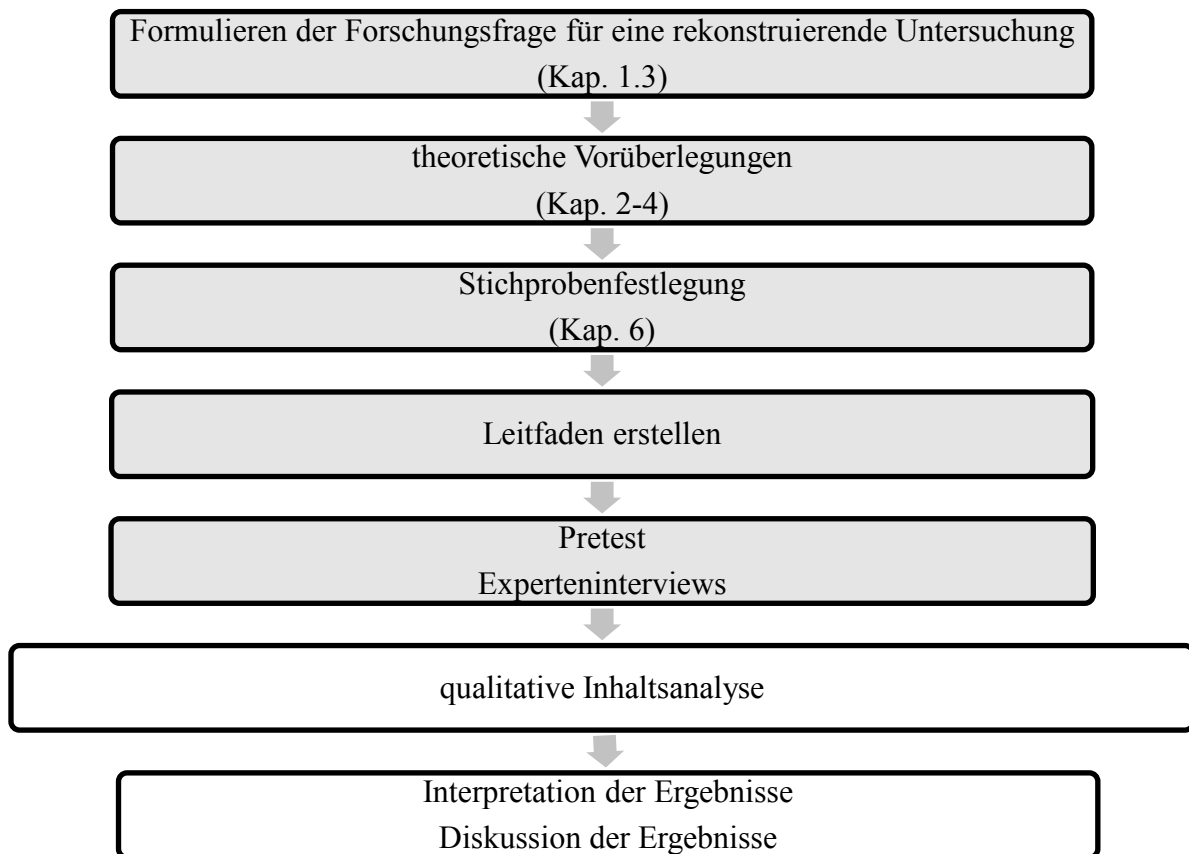 Formulieren der Forschungsfrage für eine rekonstruierende Untersuchung
(Kap. 1.3)
theoretische Vorüberlegungen
(Kap. 2-4)
Stichprobenfestlegung
(Kap. 6)
Leitfaden erstellen
Pretest
Experteninterviews
qualitative Inhaltsanalyse
Interpretation der Ergebnisse
Diskussion der Ergebnisse